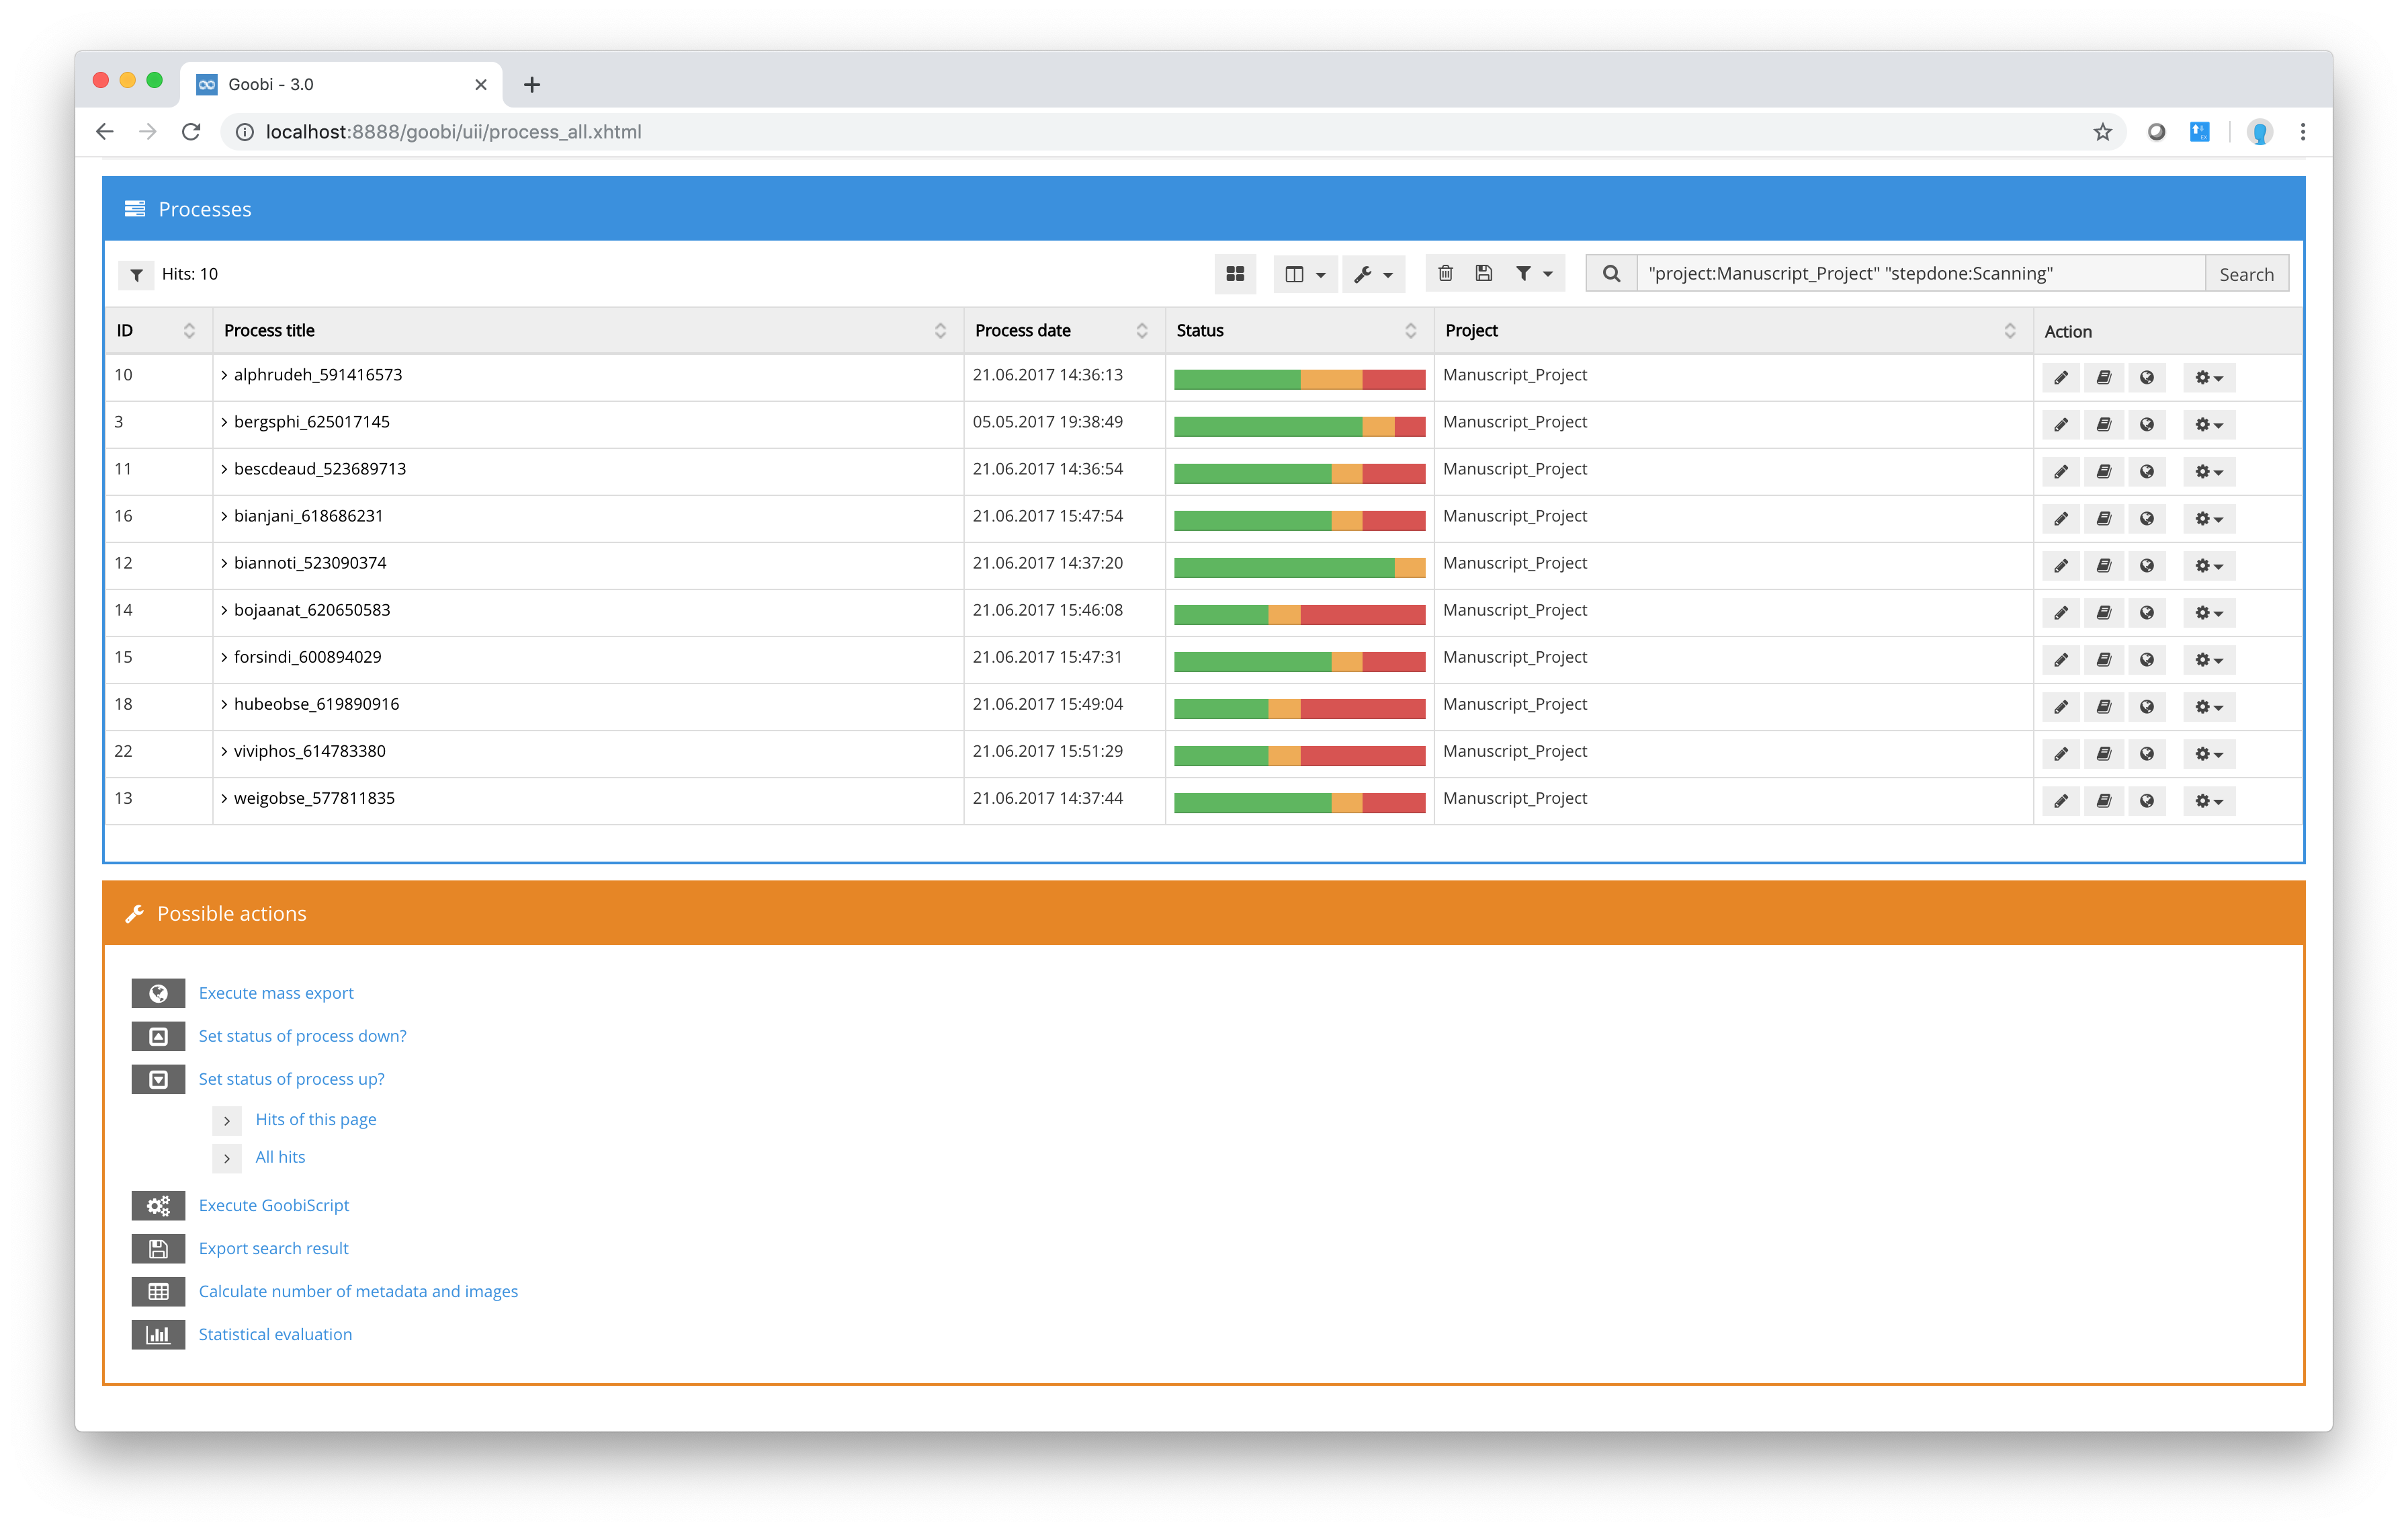 Goobi - 3.0
localhost:8888/goobi/uii/process_all.xhtml
Processes
Hits: 10 "project:Manuscript_Project" "stepdone:Scanning" Search
ID Process title Process date Status Project Action
10 alphrudeh_591416573 21.06.2017 14:36:13 Manuscript_Project
3 bergsphi_625017145 05.05.2017 19:38:49 Manuscript_Project
11 bescdeaud_523689713 21.06.2017 14:36:54 Manuscript_Project
16 bianjani_618686231 21.06.2017 15:47:54 Manuscript_Project
12 biannoti_523090374 21.06.2017 14:37:20 Manuscript_Project
14 bojaanat_620650583 21.06.2017 15:46:08 Manuscript_Project
15 forsindi_600894029 21.06.2017 15:47:31 Manuscript_Project
18 hubeobse_619890916 21.06.2017 15:49:04 Manuscript_Project
22 viviphos_614783380 21.06.2017 15:51:29 Manuscript_Project
13 weigobse_577811835 21.06.2017 14:37:44 Manuscript_Project
Possible actions
Execute mass export
Set status of process down?
Set status of process up?
Hits of this page
All hits
Execute GoobiScript
Export search result
Calculate number of metadata and images
Statistical evaluation